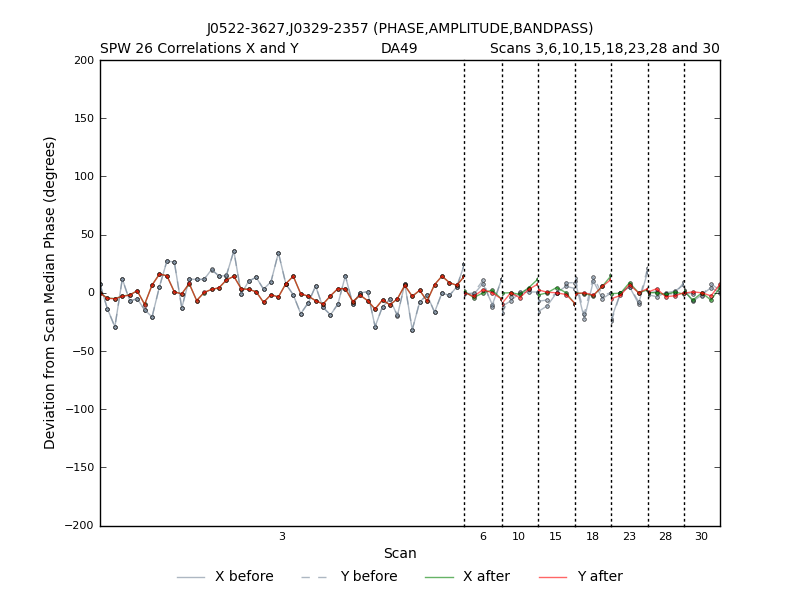 J0522-3627,J0329-2357 (PHASE,AMPLITUDE,BANDPASS)
SPW 26 Correlations X and Y DA49 Scans 3,6,10,15,18,23,28 and 30
200
150
100
50
0
−50
−100
−150
−200
Deviation from Scan Median Phase (degrees)
3 6 10 15 18 23 28 30
Scan
X before Y before X after Y after